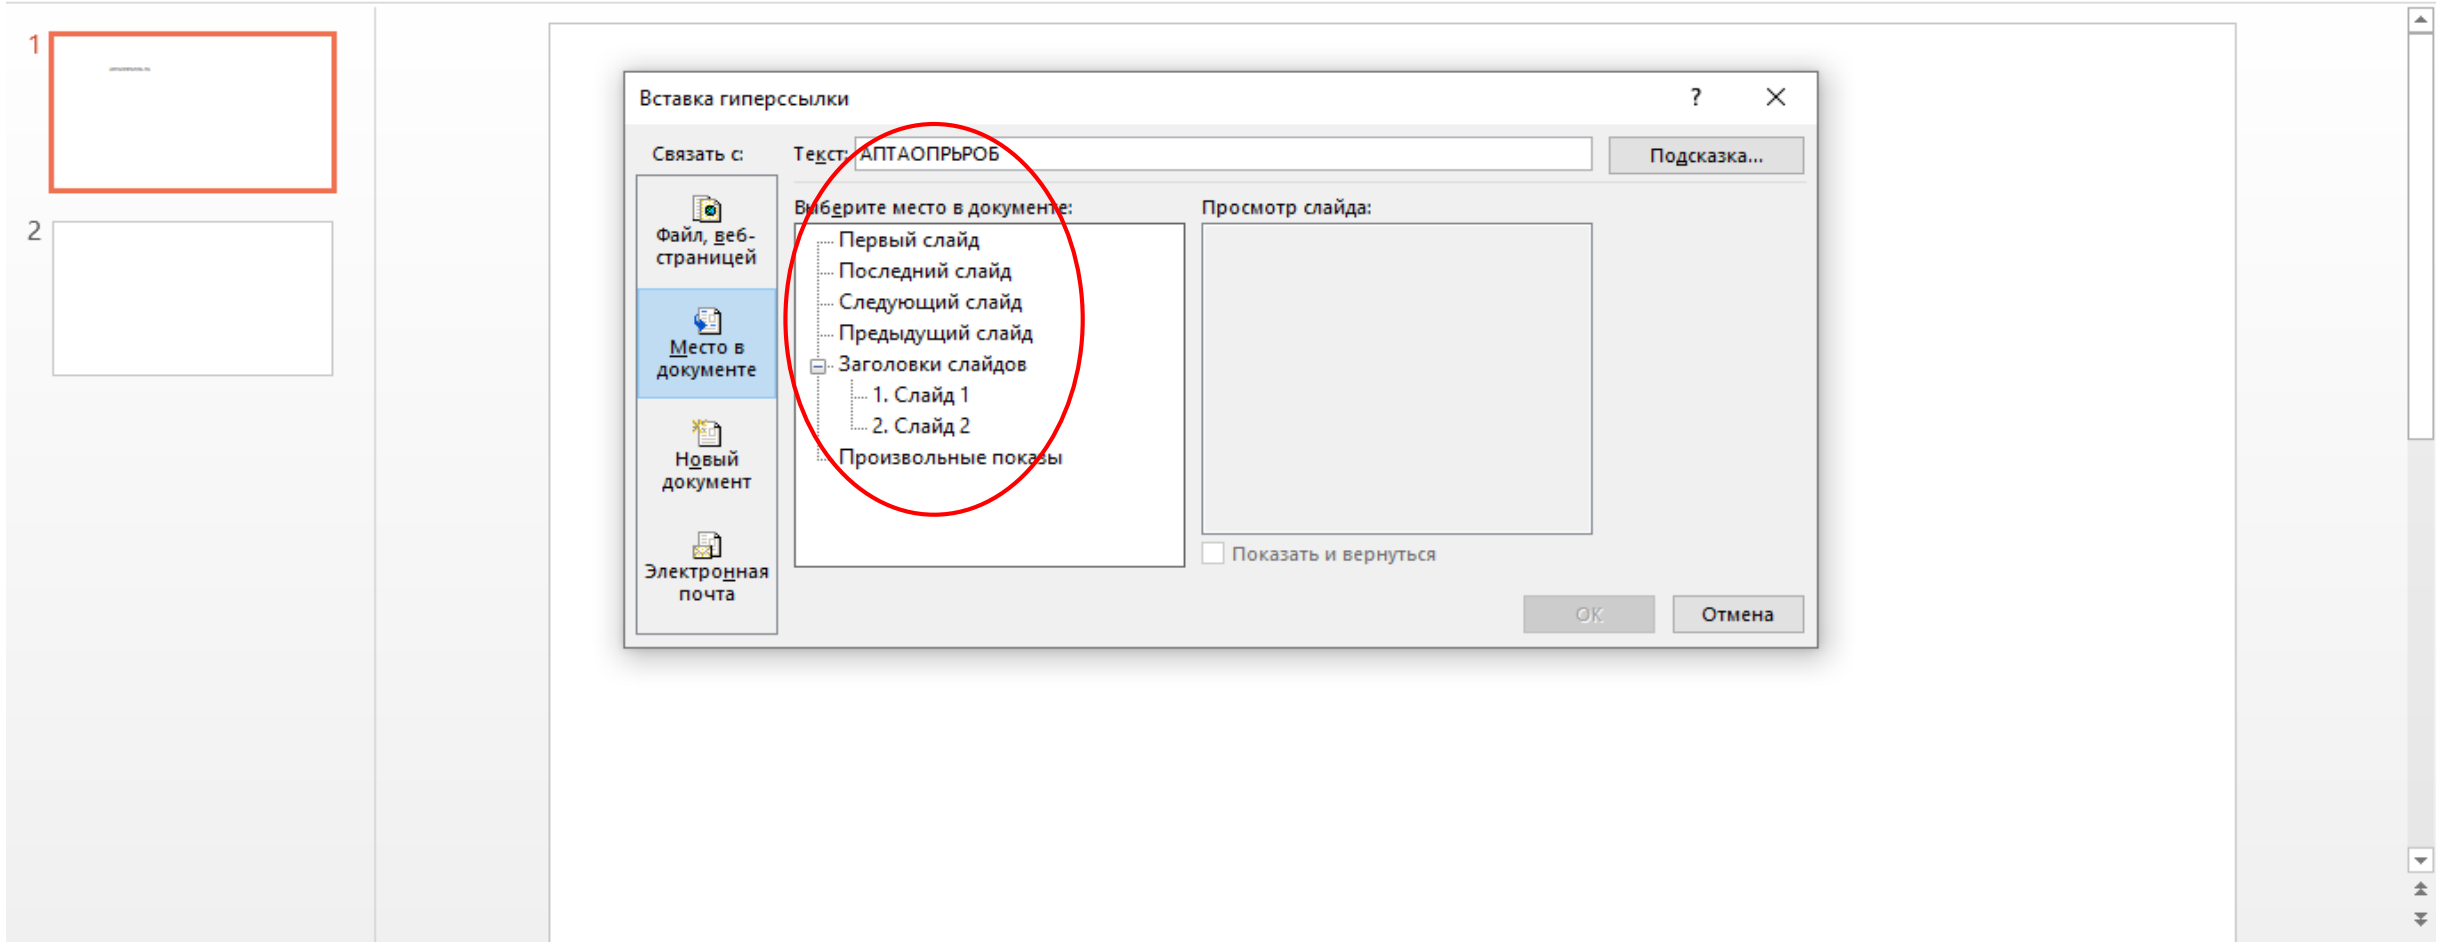 1
2
Вставка гиперссылки
?
Связать с:
Текст: АПТАОПРЬРОБ
Подсказка...
Файл, веб-
страницей
Место в
документе
Новый
документ
Электронная
почта
Выберите место в документе:
Первый слайд
Последний слайд
Следующий слайд
Предыдущий слайд
Заголовки слайдов
1. Слайд 1
2. Слайд 2
Произвольные показы
Просмотр слайда:
Показать и вернуться
ОК
Отмена